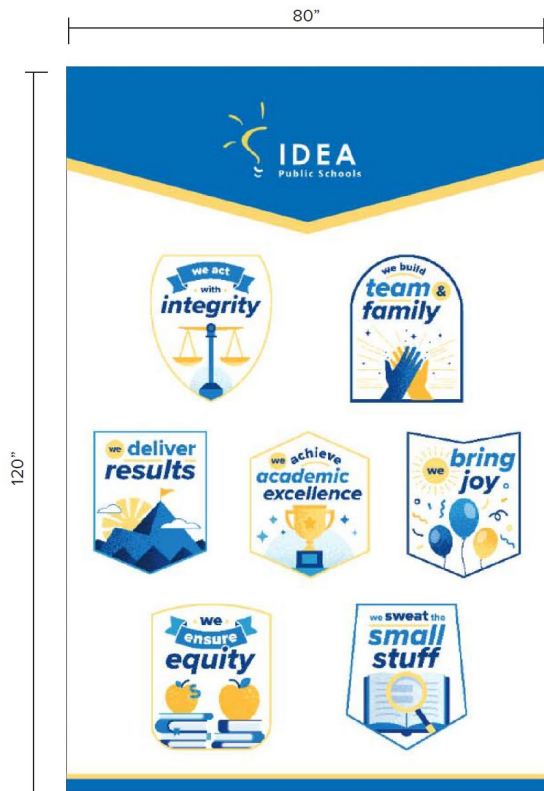 80”
120”
IDEA
Public Schools
we act
with
integrity
we build
team &
family
we deliver
results
we achieve
academic
excellence
we bring
joy
we
ensure
equity
we sweat the
small
stuff